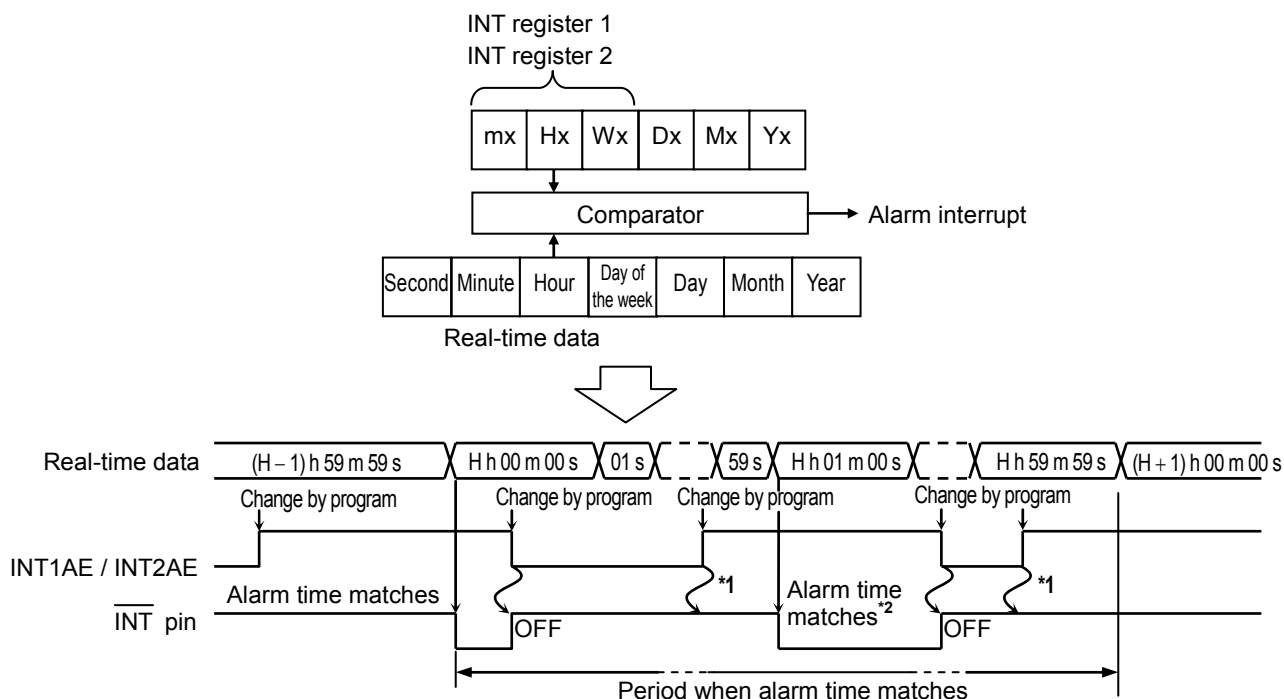 INT register 1
INT register 2
mx Hx Wx Dx Mx Yx
Comparator
Alarm interrupt
Second Minute Hour Day of the week Day Month Year
Real-time data
Real-time data (H − 1) h 59 m 59 s H h 00 m 00 s 01 s 59 s H h 01 m 00 s H h 59 m 59 s (H + 1) h 00 m 00 s
Change by program Change by program Change by program Change by program
INT1AE / INT2AE
*1 *1
Alarm time matches
Alarm time
matches*2
INT pin
OFF OFF
Period when alarm time matches